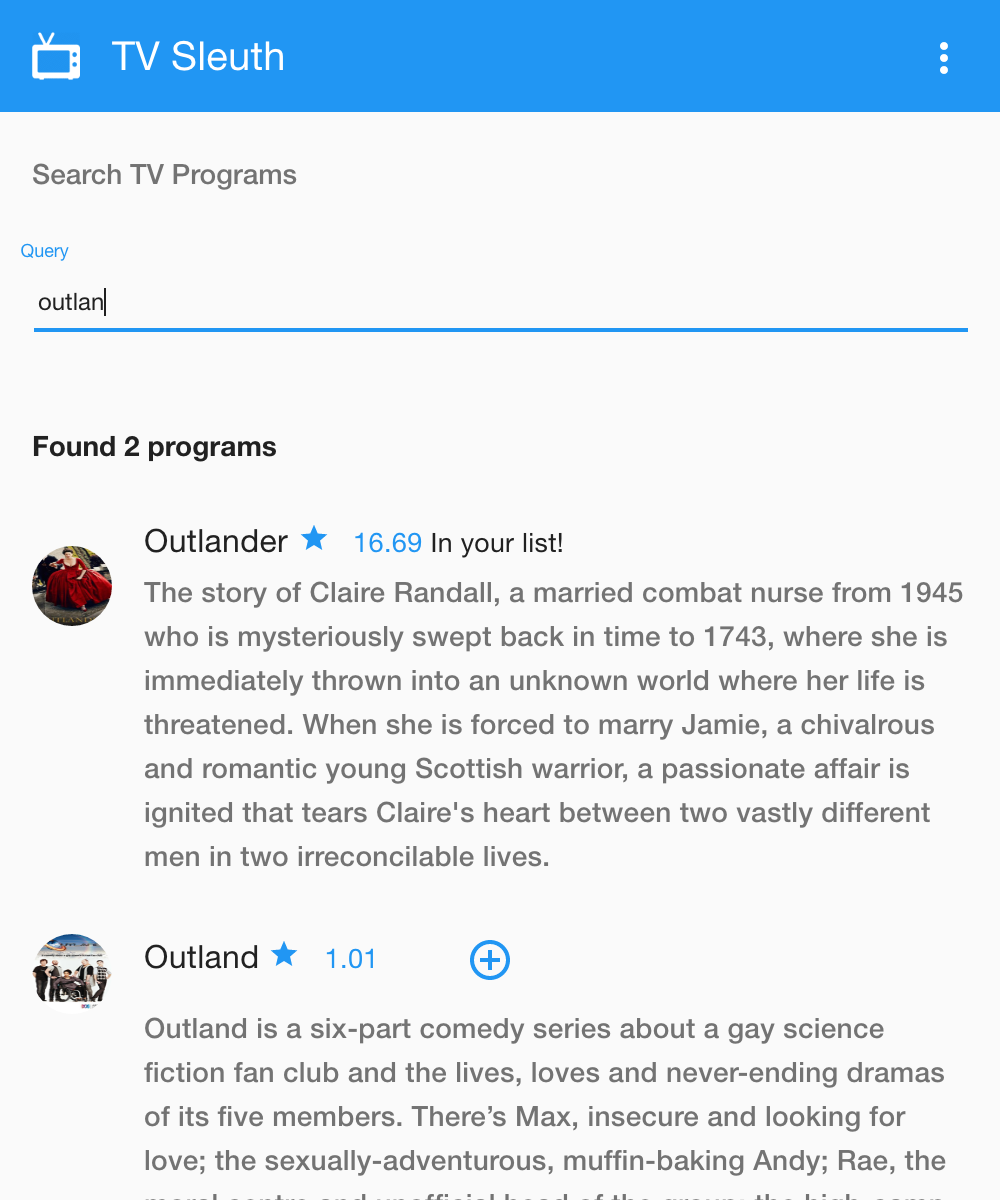 TV Sleuth
Search TV Programs
Query
outlan
Found 2 programs
Outlander 16.69 In your list!
The story of Claire Randall, a married combat nurse from 1945
who is mysteriously swept back in time to 1743, where she is
immediately thrown into an unknown world where her life is
threatened. When she is forced to marry Jamie, a chivalrous
and romantic young Scottish warrior, a passionate affair is
ignited that tears Claire's heart between two vastly different
men in two irreconcilable lives.
Outland 1.01
Outland is a six-part comedy series about a gay science
fiction fan club and the lives, loves and never-ending dramas
of its five members. There’s Max, insecure and looking for
love; the sexually-adventurous, muffin-baking Andy; Rae, the